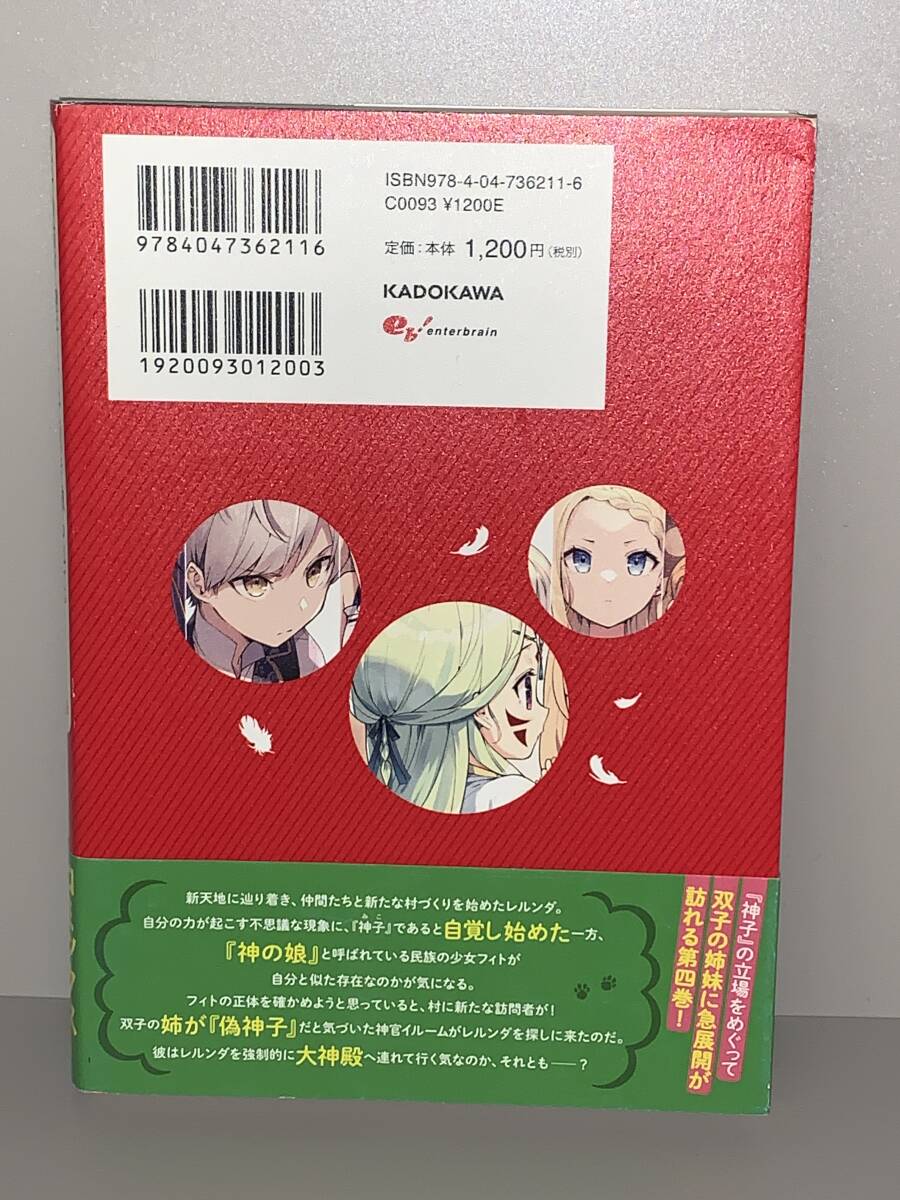 ISBN978-4-04-736211-6
C0093 ¥1200E
9784047362116
定価:本体 1,200円(税別)
KADOKAWA
eb! enterbrain
1920093012003
『神子』の立場をめぐって
双子の姉妹に急展開が
訪れる第四巻!
新天地に辿り着き、仲間たちと新たな村づくりを始めたレルンダ。
自分の力が起こす不思議な現象に、『神子』であると自覚し始めた一方、
みこ
『神の娘』と呼ばれている民族の少女フィトが
自分と似た存在なのかが気になる。
フィトの正体を確かめようと思っていると、村に新たな訪問者が!
双子の姉が『偽神子』だと気づいた神官イルームがレルンダを探しに来たのだ。
彼はレルンダを強制的に大神殿へ連れて行く気なのか、それとも――?